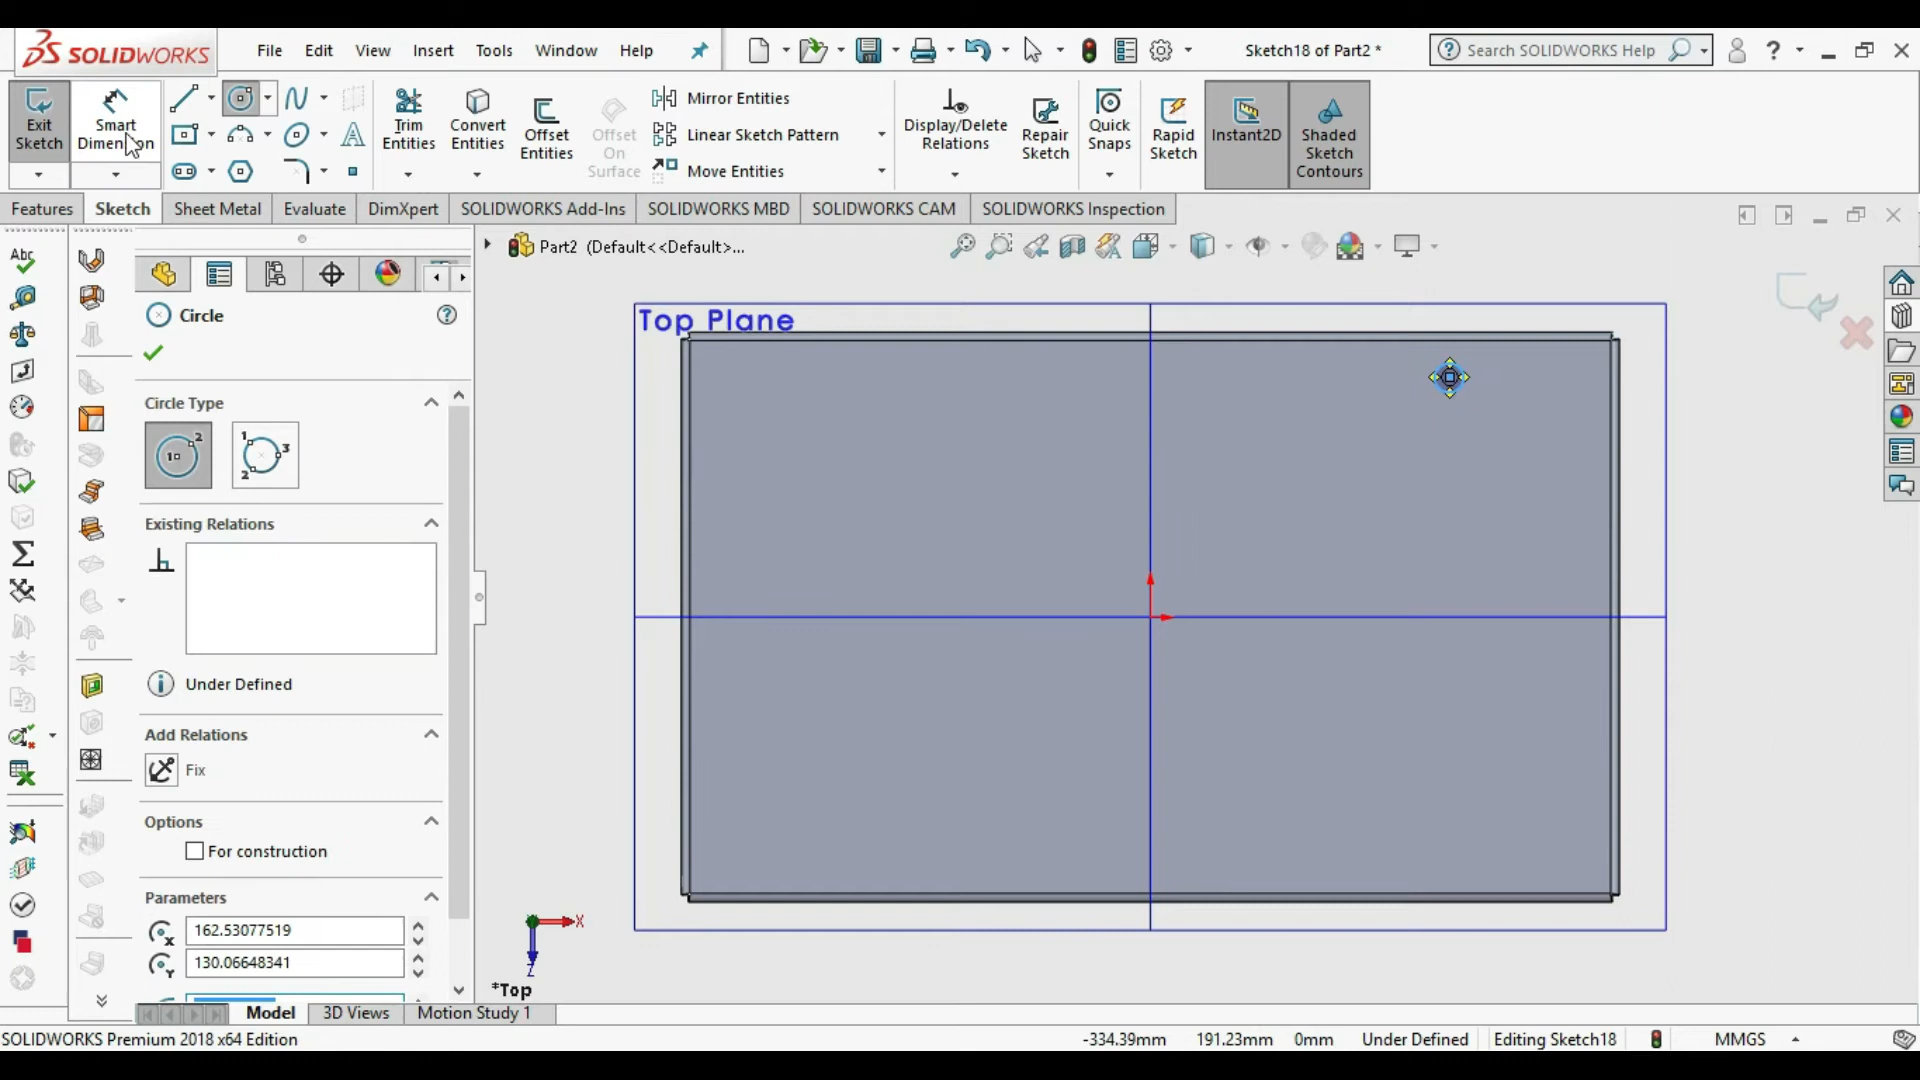 SOLIDWORKS
File Edit View Insert Tools Window Help
Sketch18 of Part2 *
Search SOLIDWORKS Help
Exit Sketch
Smart Dimension
Trim Entities
Convert Entities
Offset Entities
Offset On Surface
Mirror Entities
Linear Sketch Pattern
Move Entities
Display/Delete Relations
Repair Sketch
Quick Snaps
Rapid Sketch
Instant2D
Shaded Sketch Contours
Features Sketch Sheet Metal Evaluate DimXpert SOLIDWORKS Add-Ins SOLIDWORKS MBD SOLIDWORKS CAM SOLIDWORKS Inspection
Part2 (Default<<Default>...
Circle
Circle Type
Existing Relations
Under Defined
Add Relations
Fix
Options
For construction
Parameters
162.53077519
130.06648341
Top Plane
X
Z
*Top
Model 3D Views Motion Study 1
SOLIDWORKS Premium 2018 x64 Edition
-334.39mm 191.23mm 0mm Under Defined Editing Sketch18 MMGS